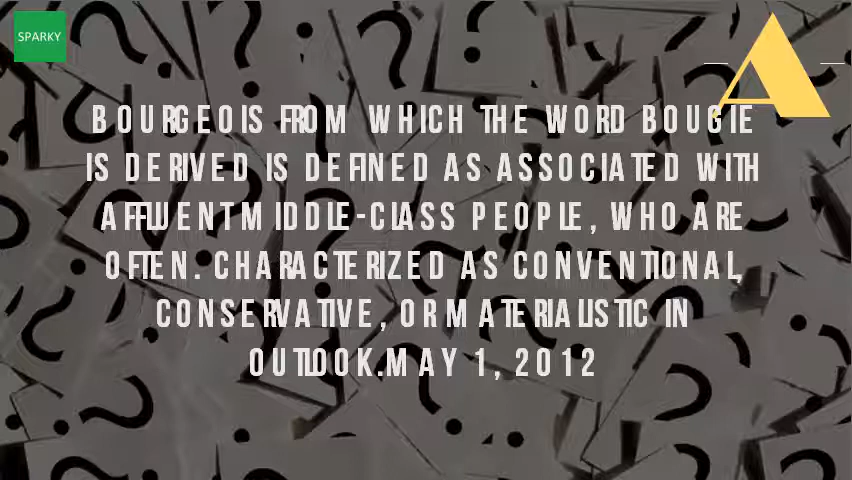 SPARKY
A
BOURGEOIS FROM WHICH THE WORD BOUGIE
IS DERIVED IS DEFINED AS ASSOCIATED WITH
AFFLUENT MIDDLE-CLASS PEOPLE, WHO ARE
OFTEN. CHARACTERIZED AS CONVENTIONAL,
CONSERVATIVE, OR MATERIALISTIC IN
OUTLOOK.MAY 1, 2012